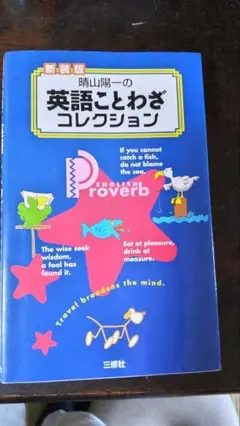 新・装・版
晴山陽一の
英語ことわざ
コレクション
If you cannot
catch a fish,
do not blame
the sea.
ENGLISH
Proverb
The wise seek
wisdom,
a fool has
found it.
Eat at pleasure,
drink at
measure.
Travel broadens the mind.
三修社